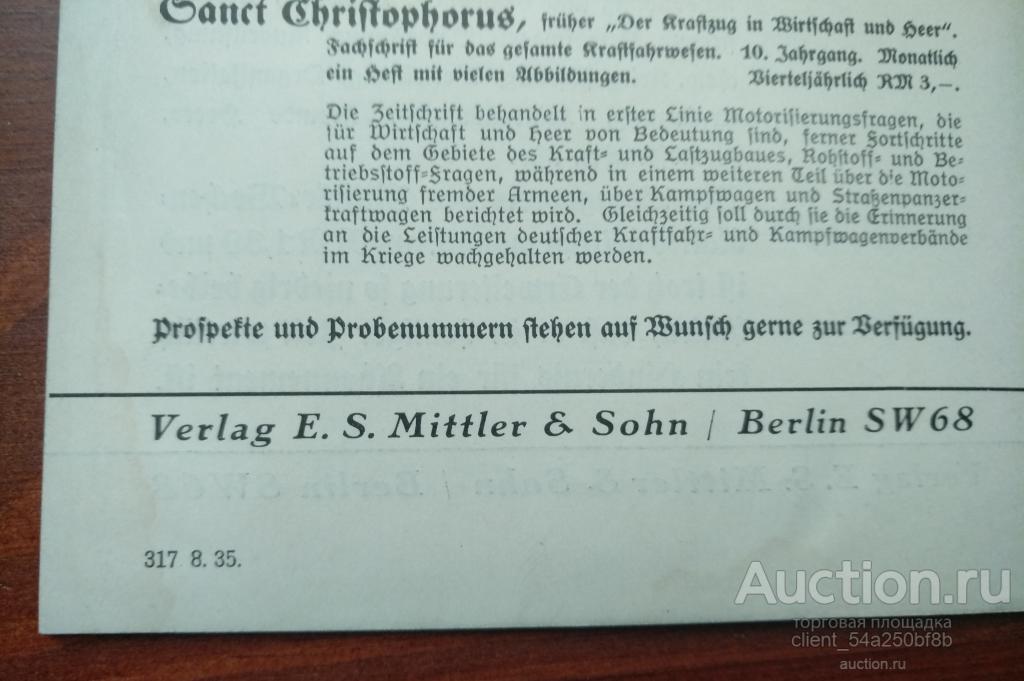 Sanct Christophorus, früher „Der Kraftzug in Wirtschaft und Heer".
Fachschrift für das gesamte Kraftfahrwesen. 10. Jahrgang. Monatlich
ein Heft mit vielen Abbildungen. Vierteljährlich RM 3,–.
Die Zeitschrift behandelt in erster Linie Motorisierungsfragen, die
für Wirtschaft und Heer von Bedeutung sind, ferner Fortschritte
auf dem Gebiete des Kraft- und Lastzugbaues, Rohstoff- und Be-
triebsstoff-Fragen, während in einem weiteren Teil über die Moto-
risierung fremder Armeen, über Kampfwagen und Straßenpanzer-
kraftwagen berichtet wird. Gleichzeitig soll durch sie die Erinnerung
an die Leistungen deutscher Kraftfahr- und Kampfwagenverbände
im Kriege wachgehalten werden.
Prospekte und Probenummern stehen auf Wunsch gerne zur Verfügung.
Verlag E. S. Mittler & Sohn / Berlin SW 68
317 8. 35.
Auction.ru
торговая площадка
client_54a250bf8b
auction.ru